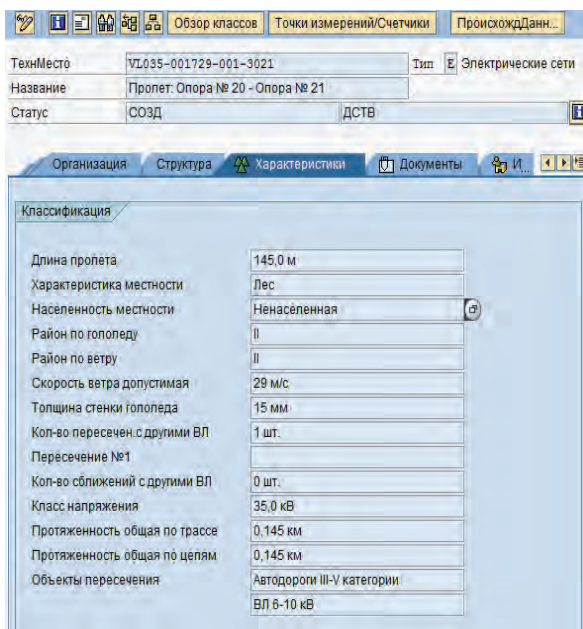 Обзор классов Точки измерений/Счетчики ПроисхождДанн...
ТехнМесто VL035-001729-001-3021 Тип E Электрические сети
Название Пролет: Опора № 20 - Опора № 21
Статус СОЗД ДСТВ
Организация Структура Характеристики Документы И...
Классификация
Длина пролета 145,0 м
Характеристика местности Лес
Населенность местности Ненаселенная
Район по гололеду II
Район по ветру II
Скорость ветра допустимая 29 м/с
Толщина стенки гололеда 15 мм
Кол-во пересечен.с другими ВЛ 1 шт.
Пересечение №1
Кол-во сближений с другими ВЛ 0 шт.
Класс напряжения 35,0 кВ
Протяженность общая по трассе 0,145 км
Протяженность общая по цепям 0,145 км
Объекты пересечения Автодороги III-V категории
ВЛ 6-10 кВ